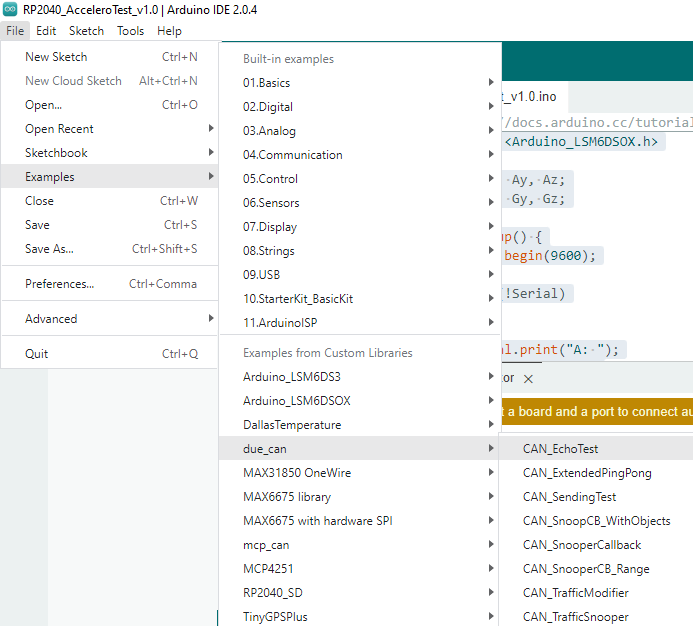 RP2040_AcceleroTest_v1.0 | Arduino IDE 2.0.4
File Edit Sketch Tools Help
New Sketch Ctrl+N
New Cloud Sketch Alt+Ctrl+N
Open... Ctrl+O
Open Recent
Sketchbook
Examples
Close Ctrl+W
Save Ctrl+S
Save As... Ctrl+Shift+S
Preferences... Ctrl+Comma
Advanced
Quit Ctrl+Q
Built-in examples
01.Basics
02.Digital
03.Analog
04.Communication
05.Control
06.Sensors
07.Display
08.Strings
09.USB
10.StarterKit_BasicKit
11.ArduinoISP
Examples from Custom Libraries
Arduino_LSM6DS3
Arduino_LSM6DSOX
DallasTemperature
due_can
MAX31850 OneWire
MAX6675 library
MAX6675 with hardware SPI
mcp_can
MCP4251
RP2040_SD
TinyGPSPlus
CAN_EchoTest
CAN_ExtendedPingPong
CAN_SendingTest
CAN_SnoopCB_WithObjects
CAN_SnooperCallback
CAN_SnooperCB_Range
CAN_TrafficModifier
CAN_TrafficSnooper
t_v1.0.ino
//docs.arduino.cc/tutorial
<Arduino_LSM6DSOX.h>
Ay, Az;
Gy, Gz;
up() {
begin(9600);
!Serial)
al.print("A: ");
tor
t a board and a port to connect au